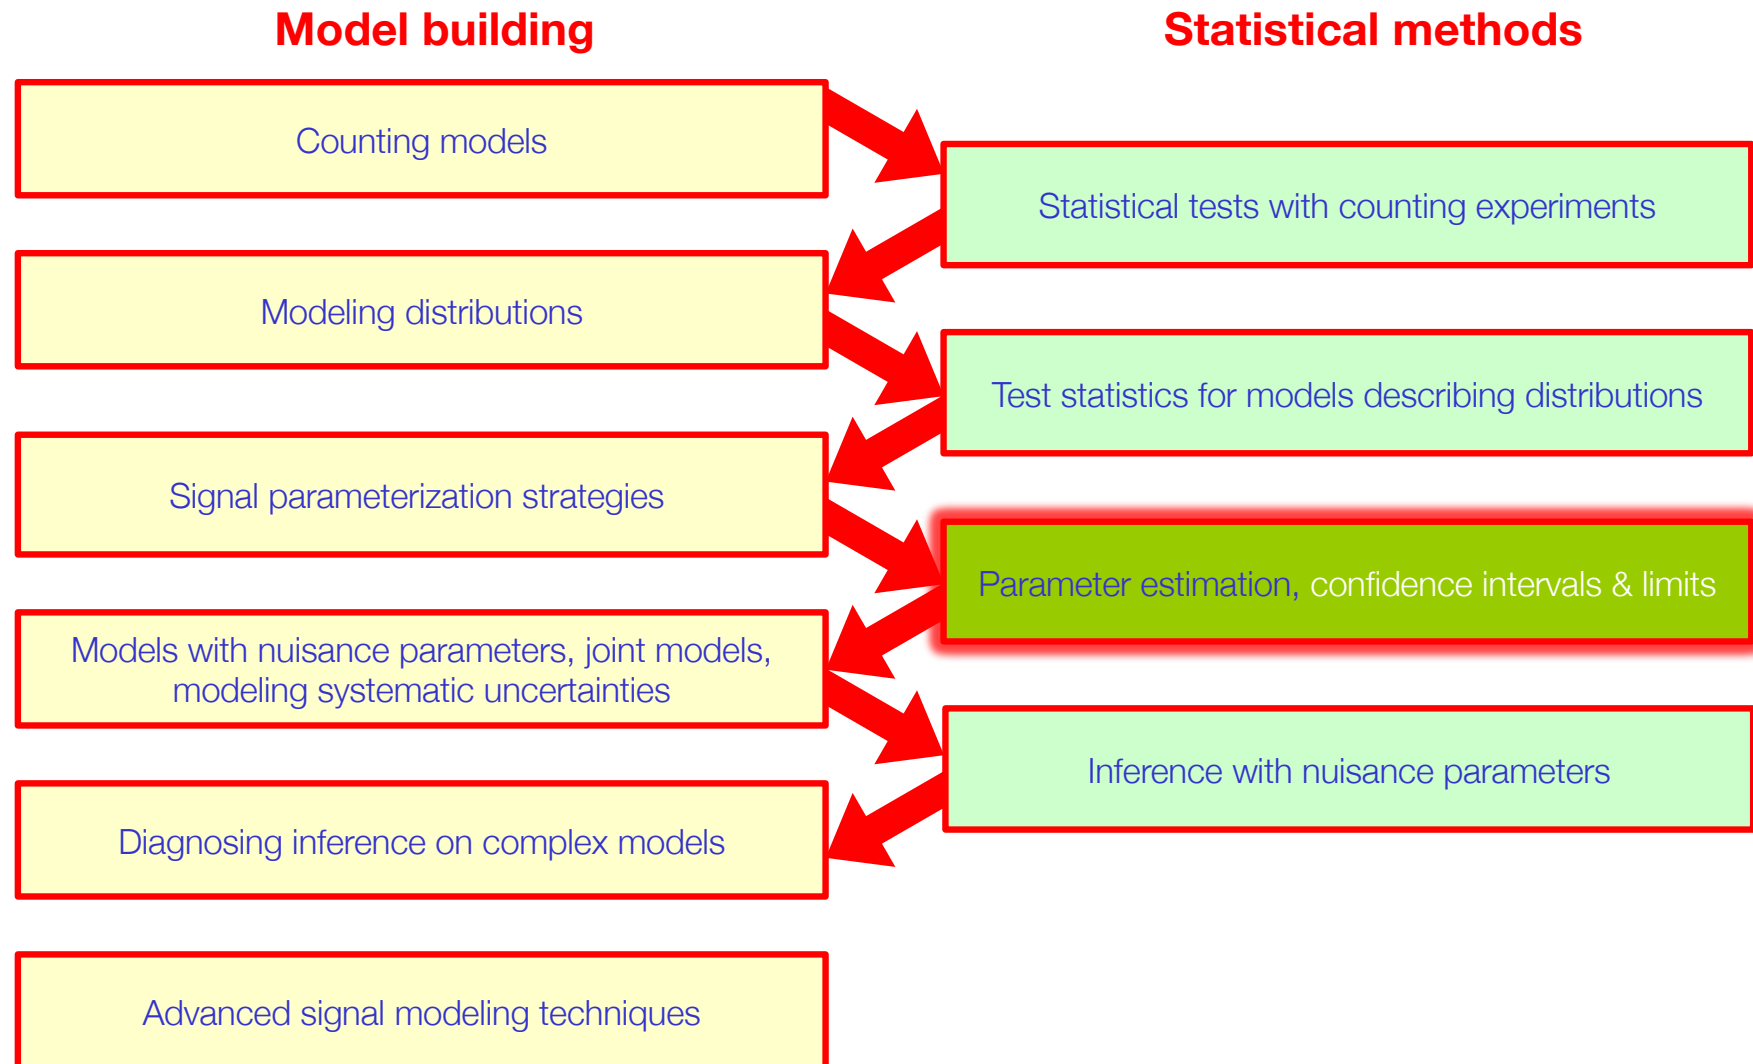 Model building
Statistical methods
Counting models
Statistical tests with counting experiments
Modeling distributions
Test statistics for models describing distributions
Signal parameterization strategies
Parameter estimation, confidence intervals & limits
Models with nuisance parameters, joint models,
modeling systematic uncertainties
Inference with nuisance parameters
Diagnosing inference on complex models
Advanced signal modeling techniques